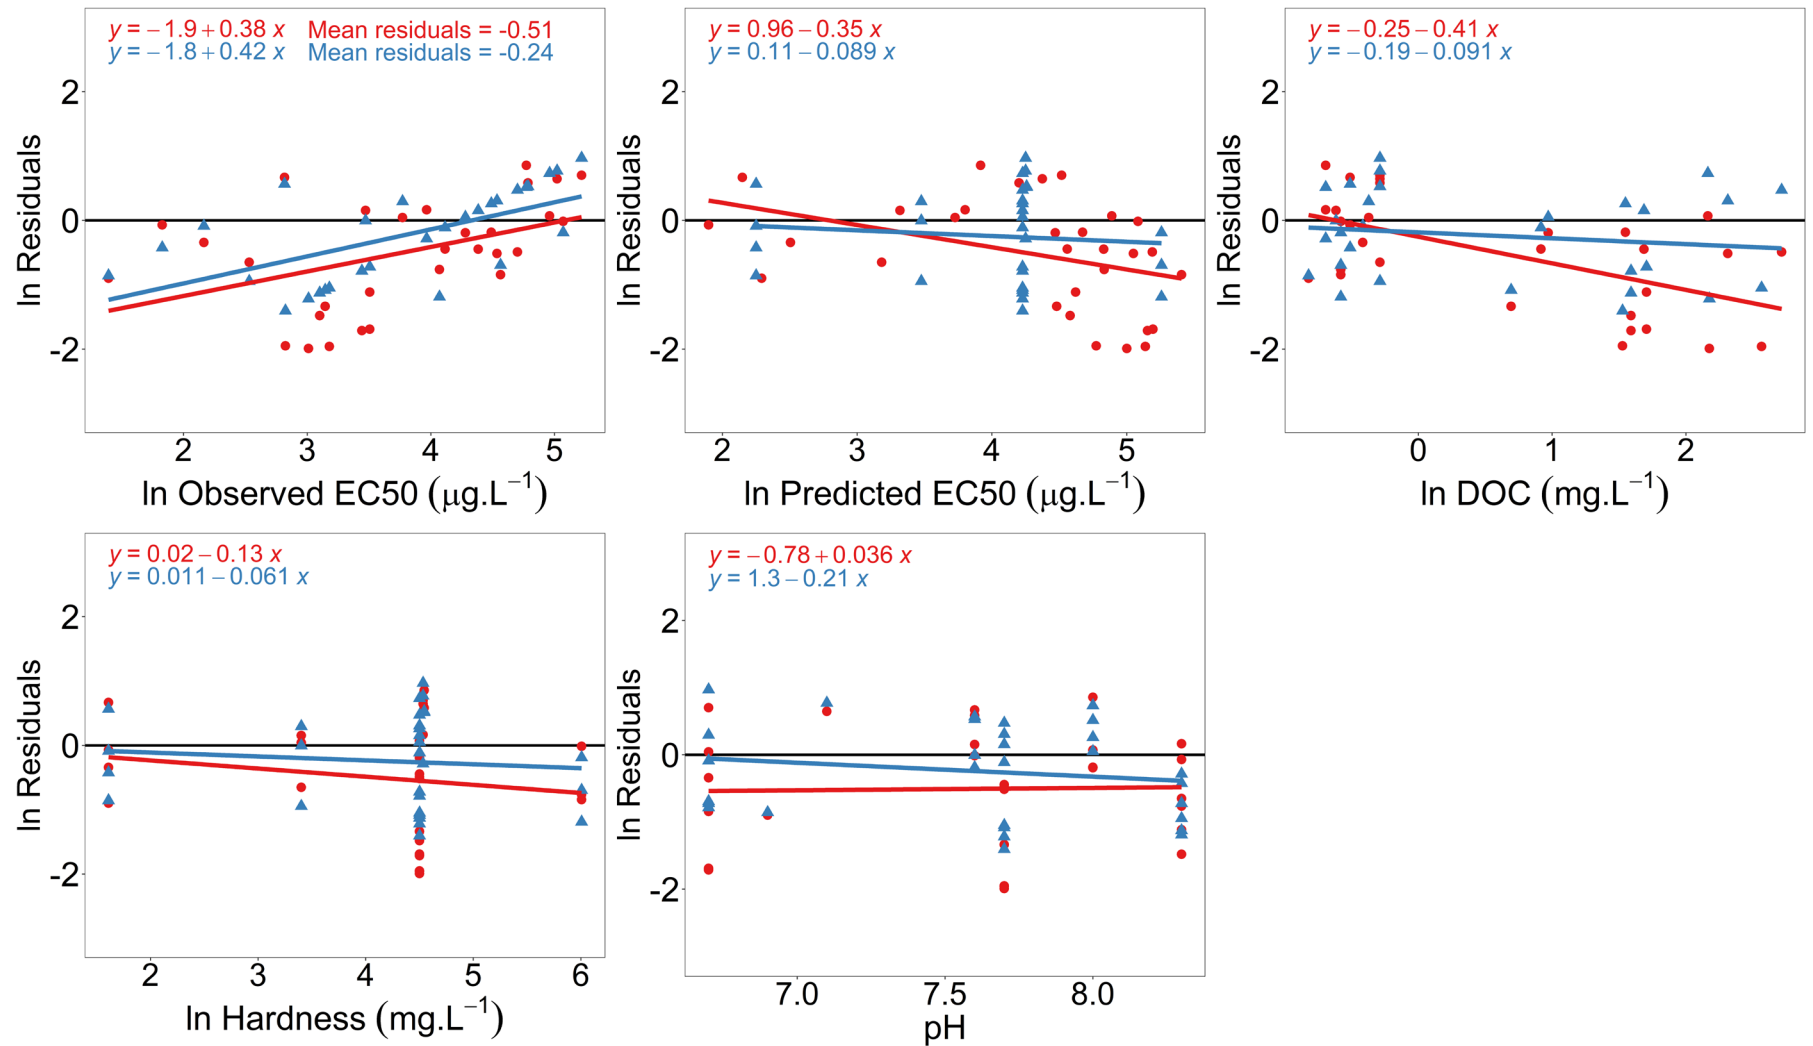 y = −1.9 + 0.38 x Mean residuals = -0.51
y = −1.8 + 0.42 x Mean residuals = -0.24
ln Residuals
2
0
-2
2 3 4 5
ln Observed EC50 (μg.L⁻¹)
y = 0.96 − 0.35 x
y = 0.11 − 0.089 x
ln Residuals
2
0
-2
2 3 4 5
ln Predicted EC50 (μg.L⁻¹)
y = −0.25 − 0.41 x
y = −0.19 − 0.091 x
ln Residuals
2
0
-2
0 1 2
ln DOC (mg.L⁻¹)
y = 0.02 − 0.13 x
y = 0.011 − 0.061 x
ln Residuals
2
0
-2
2 3 4 5 6
ln Hardness (mg.L⁻¹)
y = −0.78 + 0.036 x
y = 1.3 − 0.21 x
ln Residuals
2
0
-2
7.0 7.5 8.0
pH